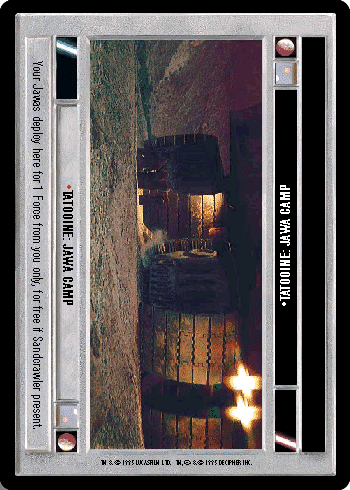 Your Jawas deploy here for 1 Force from you only, for free if Sandcrawler present.
•TATOOINE: JAWA CAMP
•TATOOINE: JAWA CAMP
TM & © 1995 LUCASFILM LTD. TM, © & © 1995 DECIPHER INC.